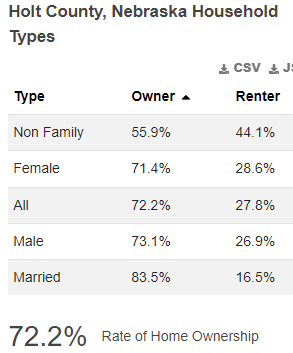 Holt County, Nebraska Household
Types
CSV JS
Type Owner Renter
Non Family 55.9% 44.1%
Female 71.4% 28.6%
All 72.2% 27.8%
Male 73.1% 26.9%
Married 83.5% 16.5%
72.2% Rate of Home Ownership